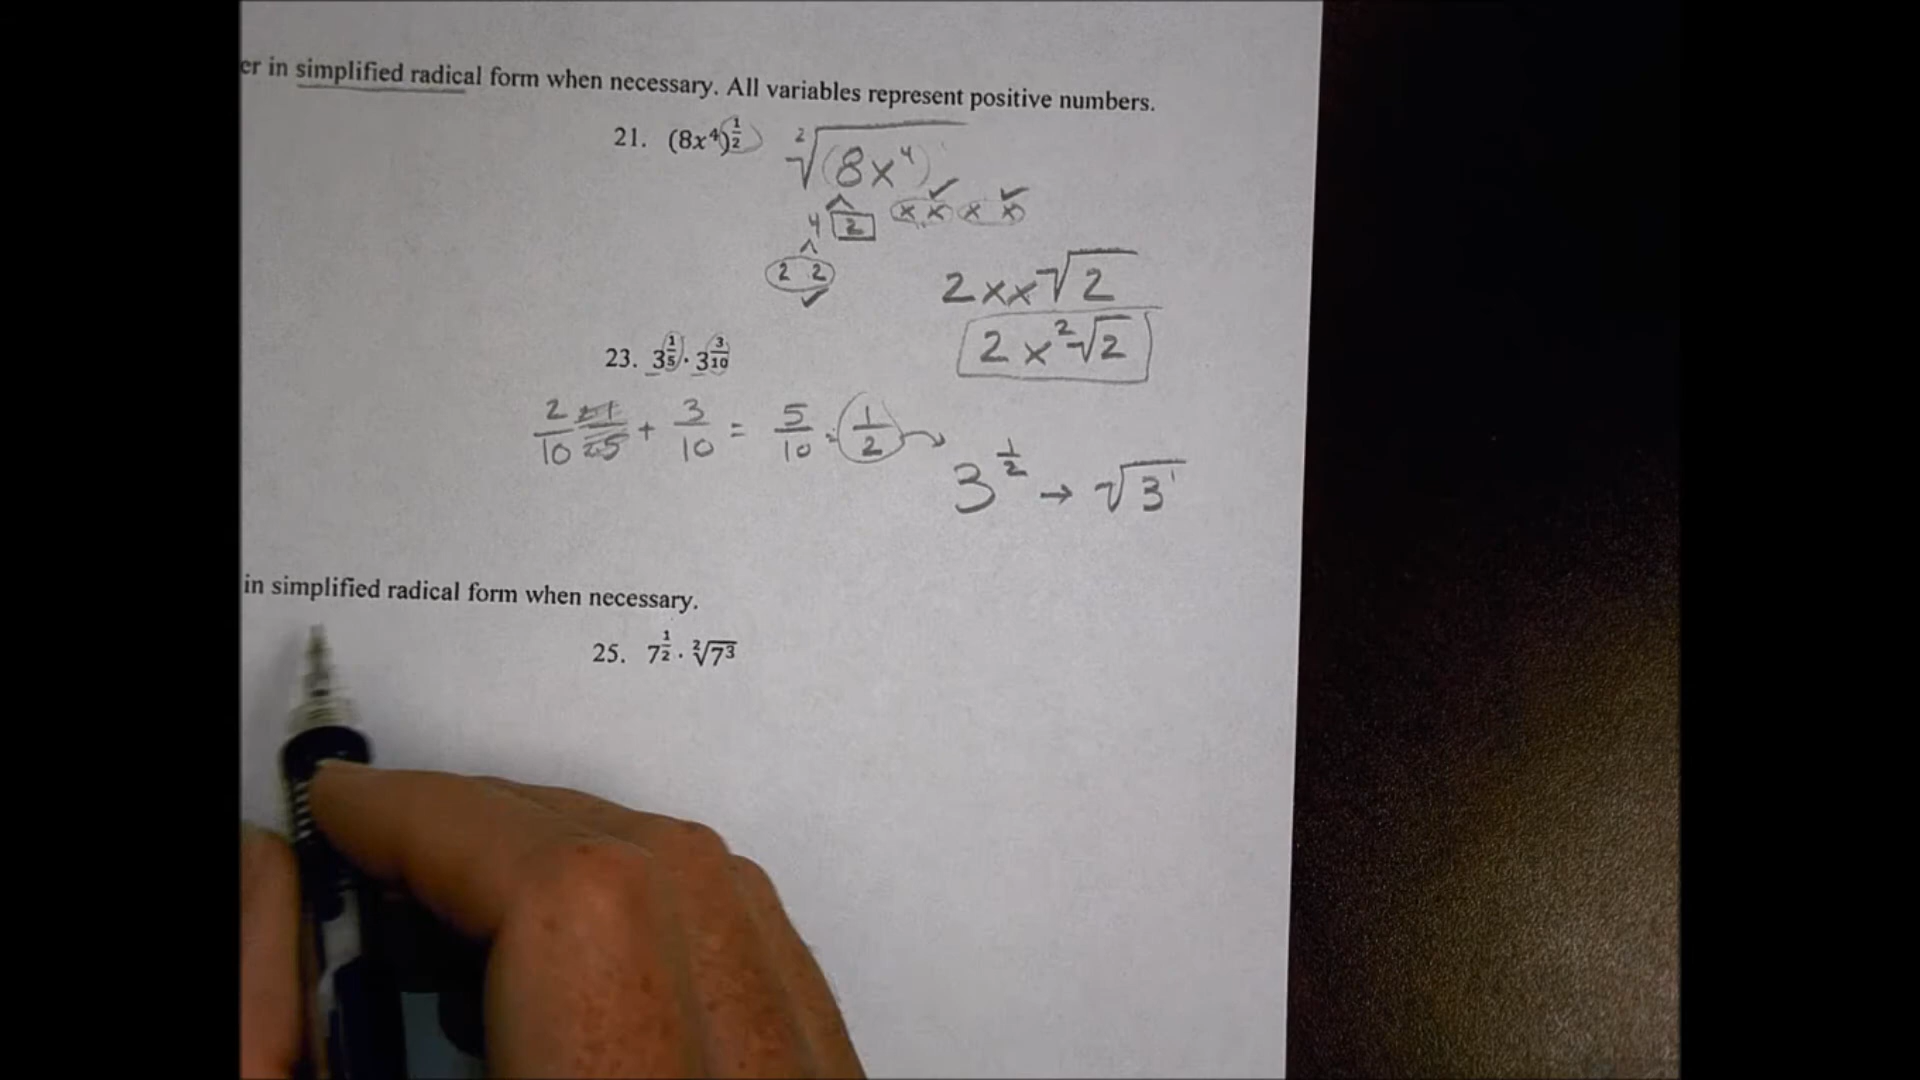 er in simplified radical form when necessary. All variables represent positive numbers.
21. (8x⁴)^(1/2) ²√(8x⁴)
4 2 x x x x
2 2
2xx√2
2x²√2
23. 3^(1/5) · 3^(3/10)
2/10 + 3/10 = 5/10 = 1/2
3^(1/2) → √3¹
in simplified radical form when necessary.
25. 7^(1/2) · ²√7³